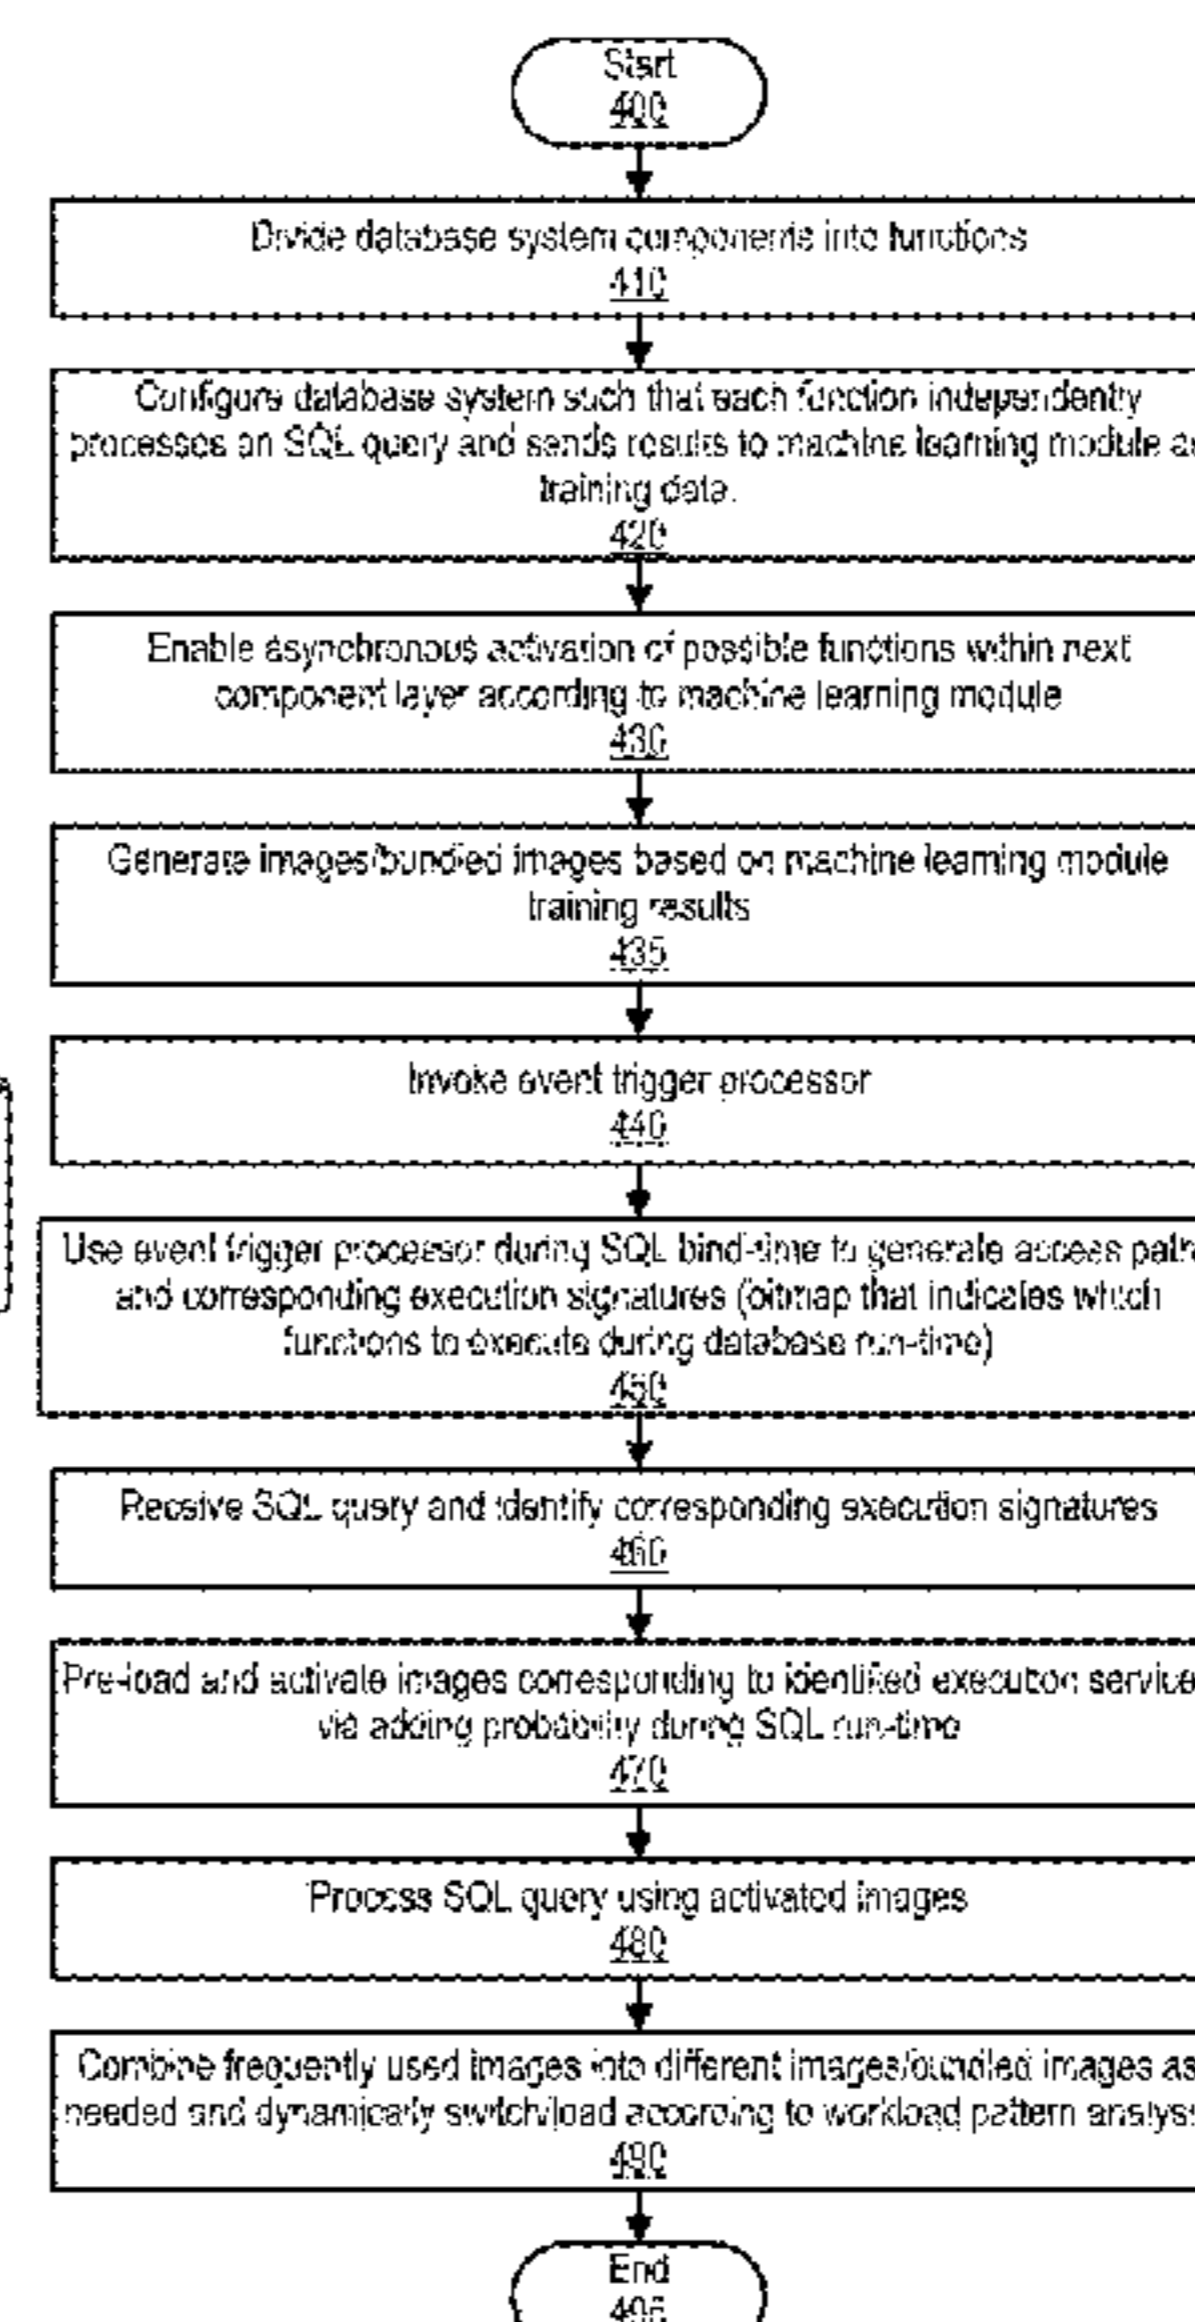 Start
400
Divide database system components into functions
410
Configure database system such that each function independently
processes an SQL query and sends results to machine learning module as
training data.
420
Enable asynchronous activation of possible functions within next
component layer according to machine learning module
430
Generate images/bundled images based on machine learning module
training results
435
Invoke event trigger processor
440
Use event trigger processor during SQL bind-time to generate access path
and corresponding execution signatures (bitmap that indicates which
functions to execute during database run-time)
450
Receive SQL query and identify corresponding execution signatures
460
Pre-load and activate images corresponding to identified execution service
via adding probability during SQL run-time
470
Process SQL query using activated images
480
Combine frequently used images into different images/bundled images as
needed and dynamically switch/load according to workload pattern analys
490
End
495